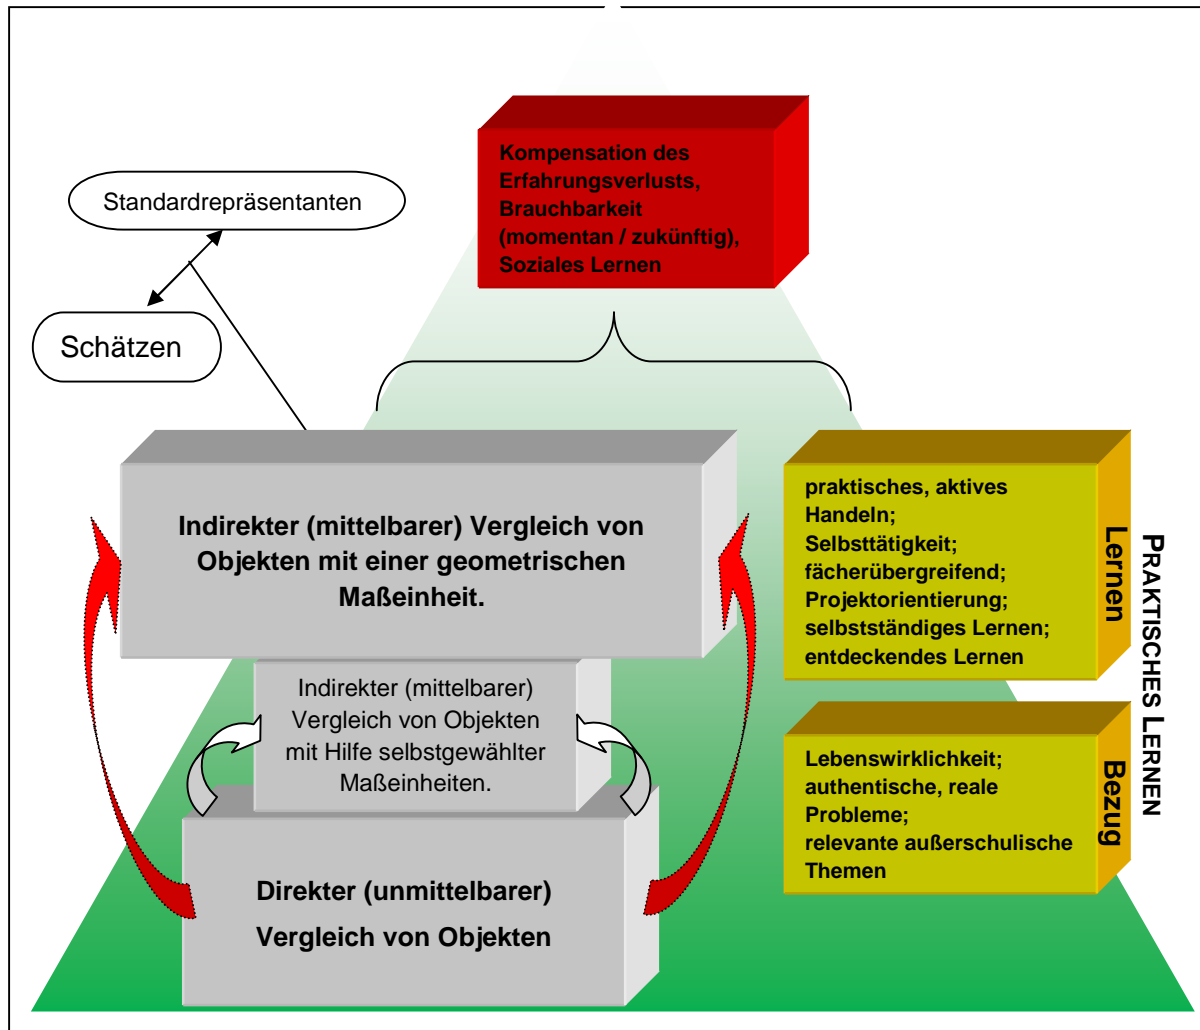 Kompensation des
Erfahrungsverlusts,
Brauchbarkeit
(momentan / zukünftig),
Soziales Lernen
Standardrepräsentanten
Schätzen
Indirekter (mittelbarer) Vergleich von
Objekten mit einer geometrischen
Maßeinheit.
praktisches, aktives
Handeln;
Selbsttätigkeit;
fächerübergreifend;
Projektorientierung;
selbstständiges Lernen;
entdeckendes Lernen
Lernen
PRAKTISCHES LERNEN
Indirekter (mittelbarer)
Vergleich von Objekten
mit Hilfe selbstgewählter
Maßeinheiten.
Lebenswirklichkeit;
authentische, reale
Probleme;
relevante außerschulische
Themen
Bezug
Direkter (unmittelbarer)
Vergleich von Objekten